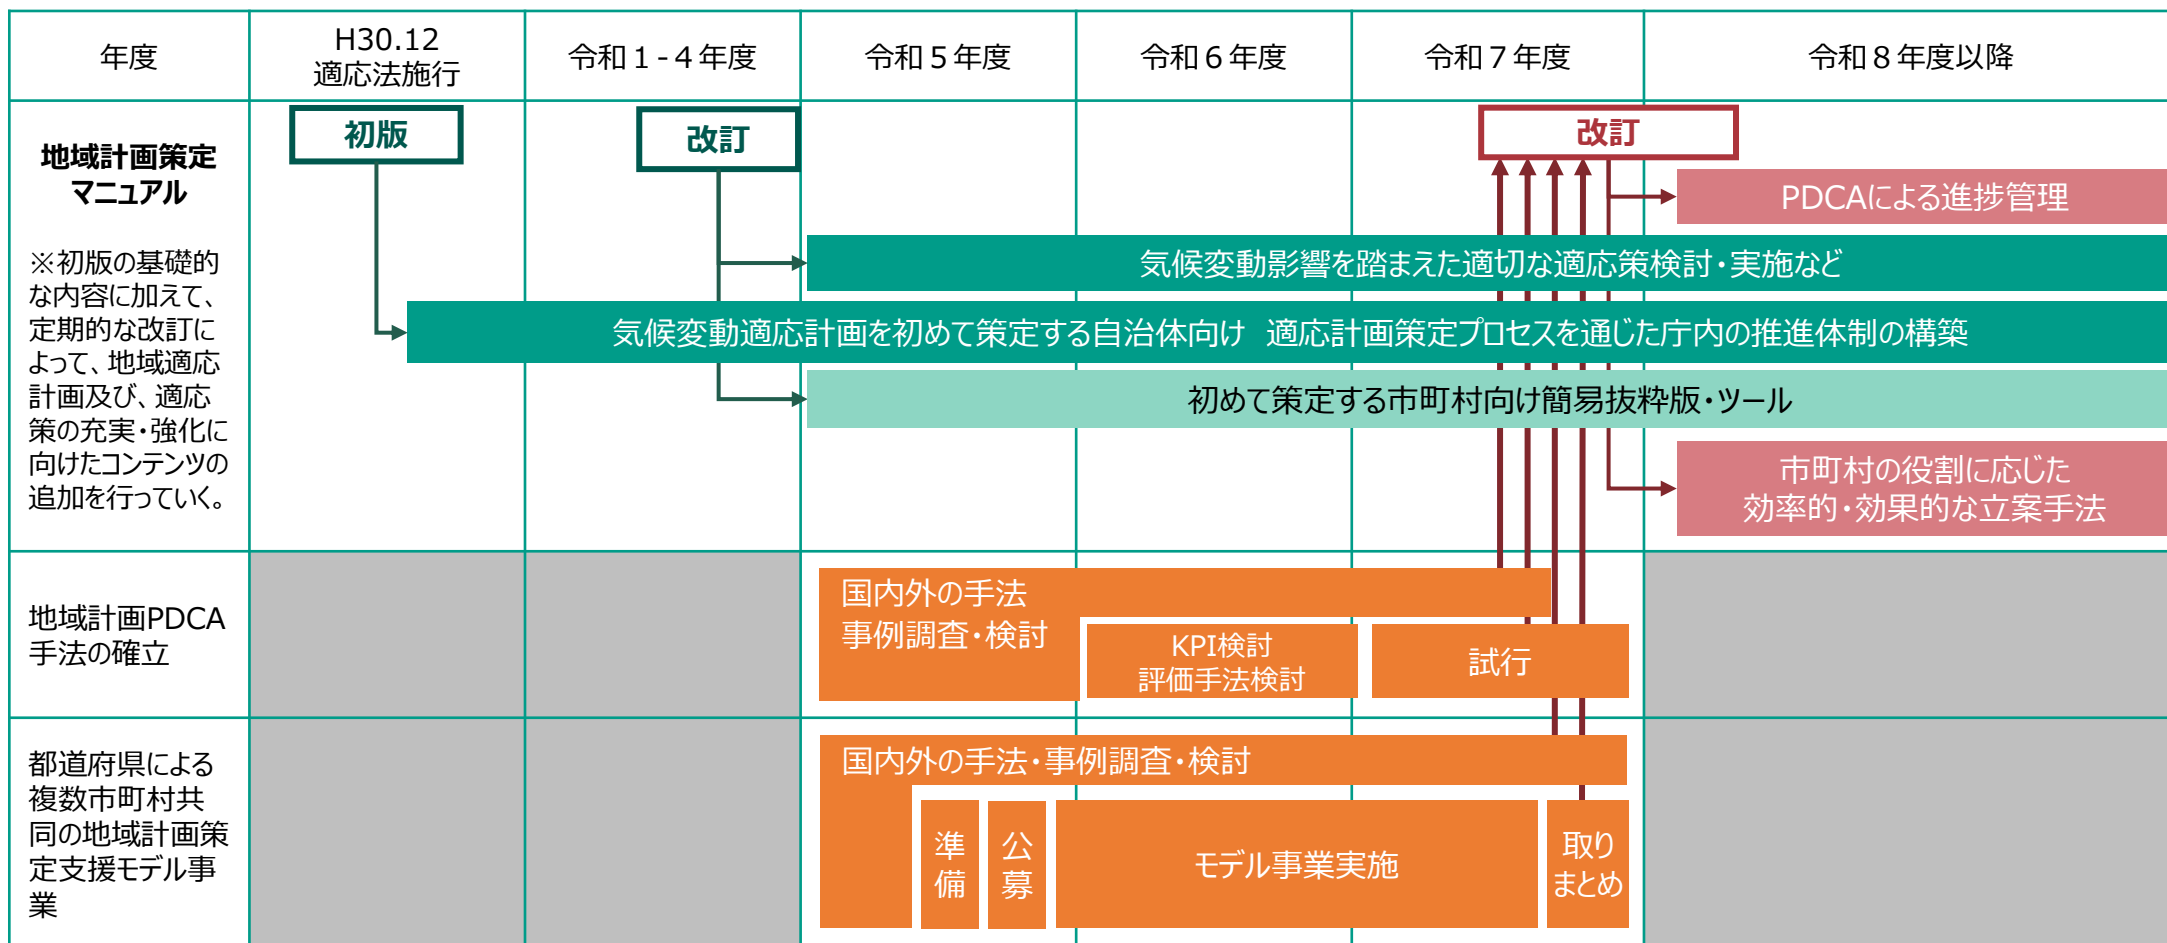 年度
H30.12
適応法施行
令和１-４年度
令和５年度
令和６年度
令和７年度
令和８年度以降
地域計画策定
マニュアル
※初版の基礎的
な内容に加えて、
定期的な改訂に
よって、地域適応
計画及び、適応
策の充実・強化に
向けたコンテンツの
追加を行っていく。
初版
改訂
改訂
PDCAによる進捗管理
気候変動影響を踏まえた適切な適応策検討・実施など
気候変動適応計画を初めて策定する自治体向け　適応計画策定プロセスを通じた庁内の推進体制の構築
初めて策定する市町村向け簡易抜粋版・ツール
市町村の役割に応じた
効率的・効果的な立案手法
地域計画PDCA
手法の確立
国内外の手法
事例調査・検討
KPI検討
評価手法検討
試行
都道府県による
複数市町村共
同の地域計画策
定支援モデル事
業
国内外の手法・事例調査・検討
準備
公募
モデル事業実施
取り
まとめ